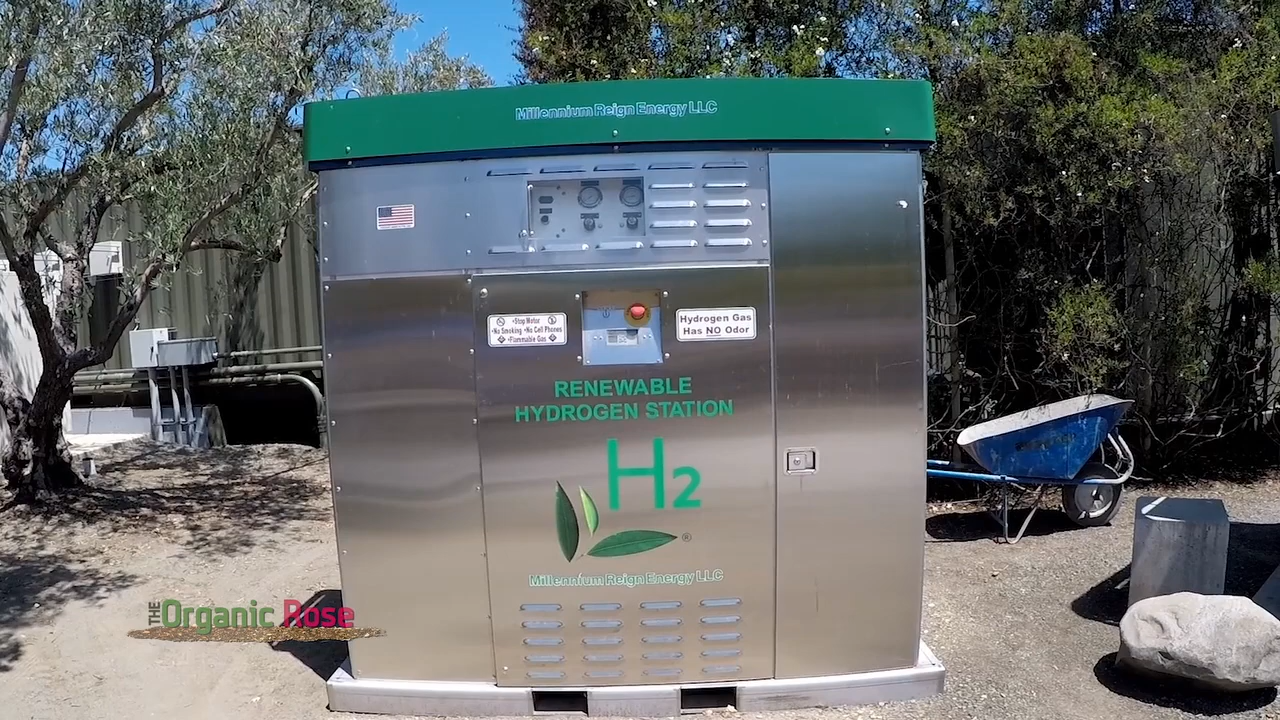 Millennium Reign Energy LLC
•Stop Motor
•No Smoking •No Cell Phones
•Flammable Gas
Hydrogen Gas
Has NO Odor
RENEWABLE
HYDROGEN STATION
H2
®
Millennium Reign Energy LLC
THE Organic Rose